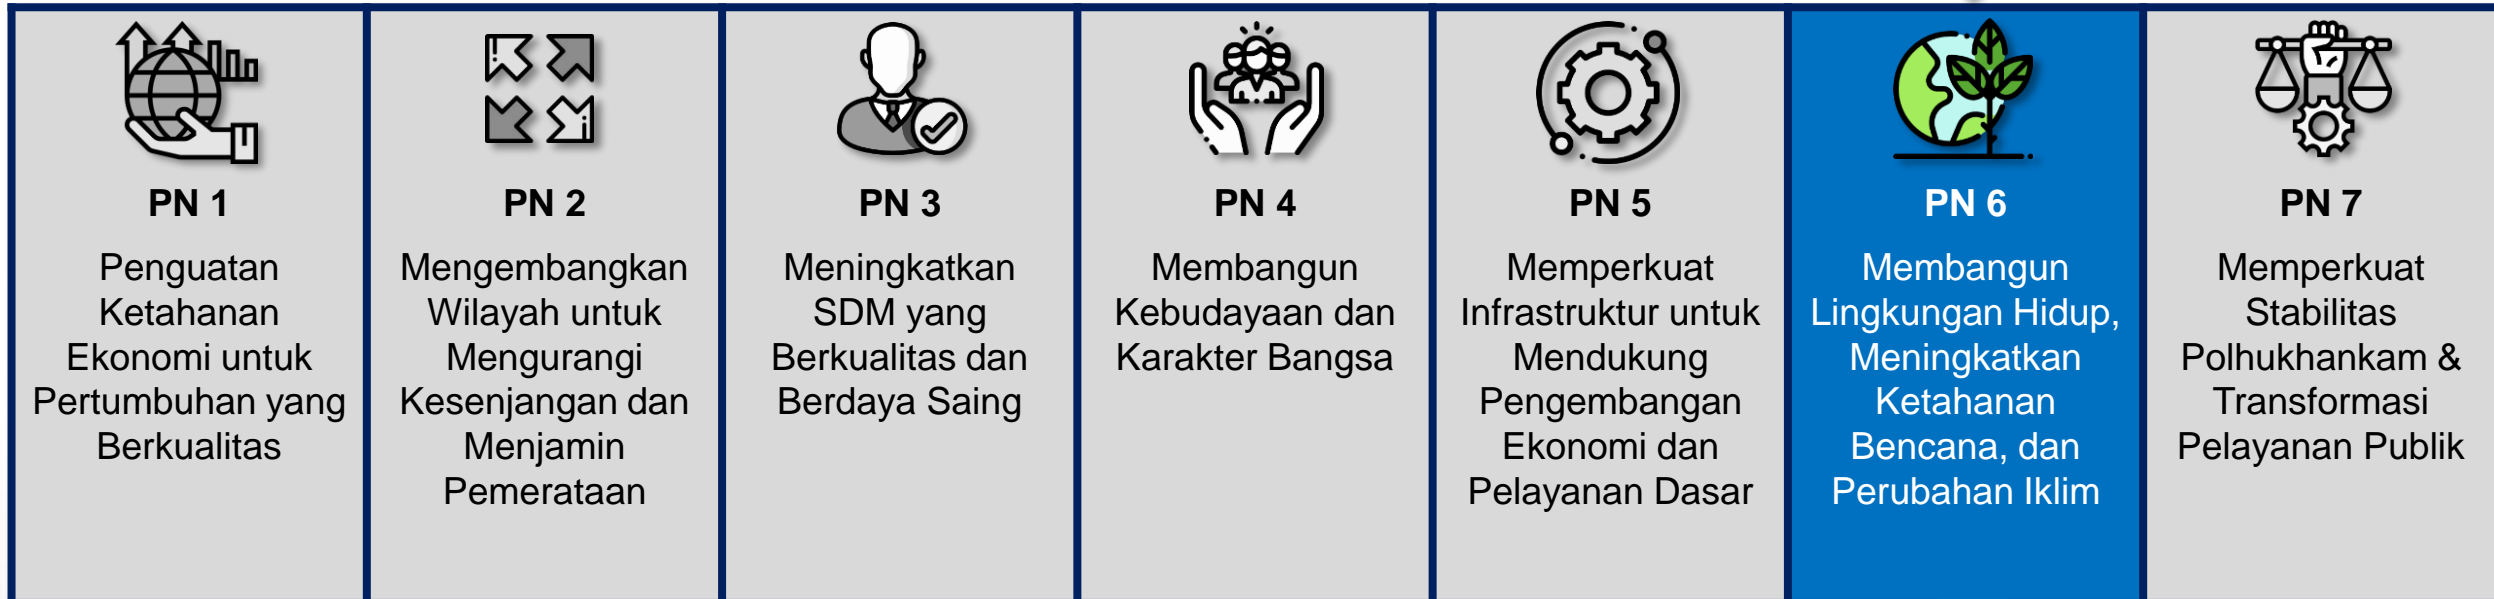 PN 1
Penguatan
Ketahanan
Ekonomi untuk
Pertumbuhan yang
Berkualitas
PN 2
Mengembangkan
Wilayah untuk
Mengurangi
Kesenjangan dan
Menjamin
Pemerataan
PN 3
Meningkatkan
SDM yang
Berkualitas dan
Berdaya Saing
PN 4
Membangun
Kebudayaan dan
Karakter Bangsa
PN 5
Memperkuat
Infrastruktur untuk
Mendukung
Pengembangan
Ekonomi dan
Pelayanan Dasar
PN 6
Membangun
Lingkungan Hidup,
Meningkatkan
Ketahanan
Bencana, dan
Perubahan Iklim
PN 7
Memperkuat
Stabilitas
Polhukhankam &
Transformasi
Pelayanan Publik